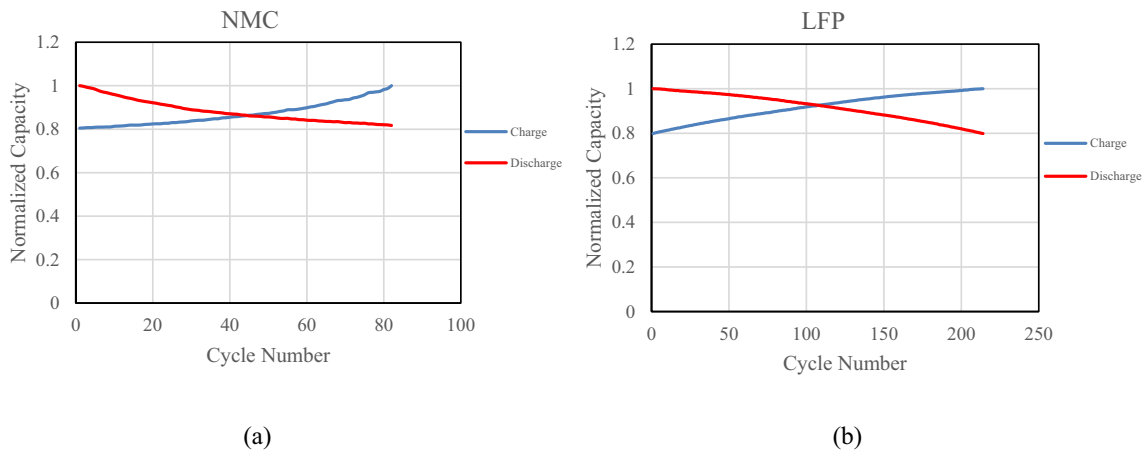 NMC
Normalized Capacity
1.2
1
0.8
0.6
0.4
0.2
0
0 20 40 60 80 100
Cycle Number
Charge
Discharge
(a)
LFP
Normalized Capacity
1.2
1
0.8
0.6
0.4
0.2
0
0 50 100 150 200 250
Cycle Number
Charge
Discharge
(b)